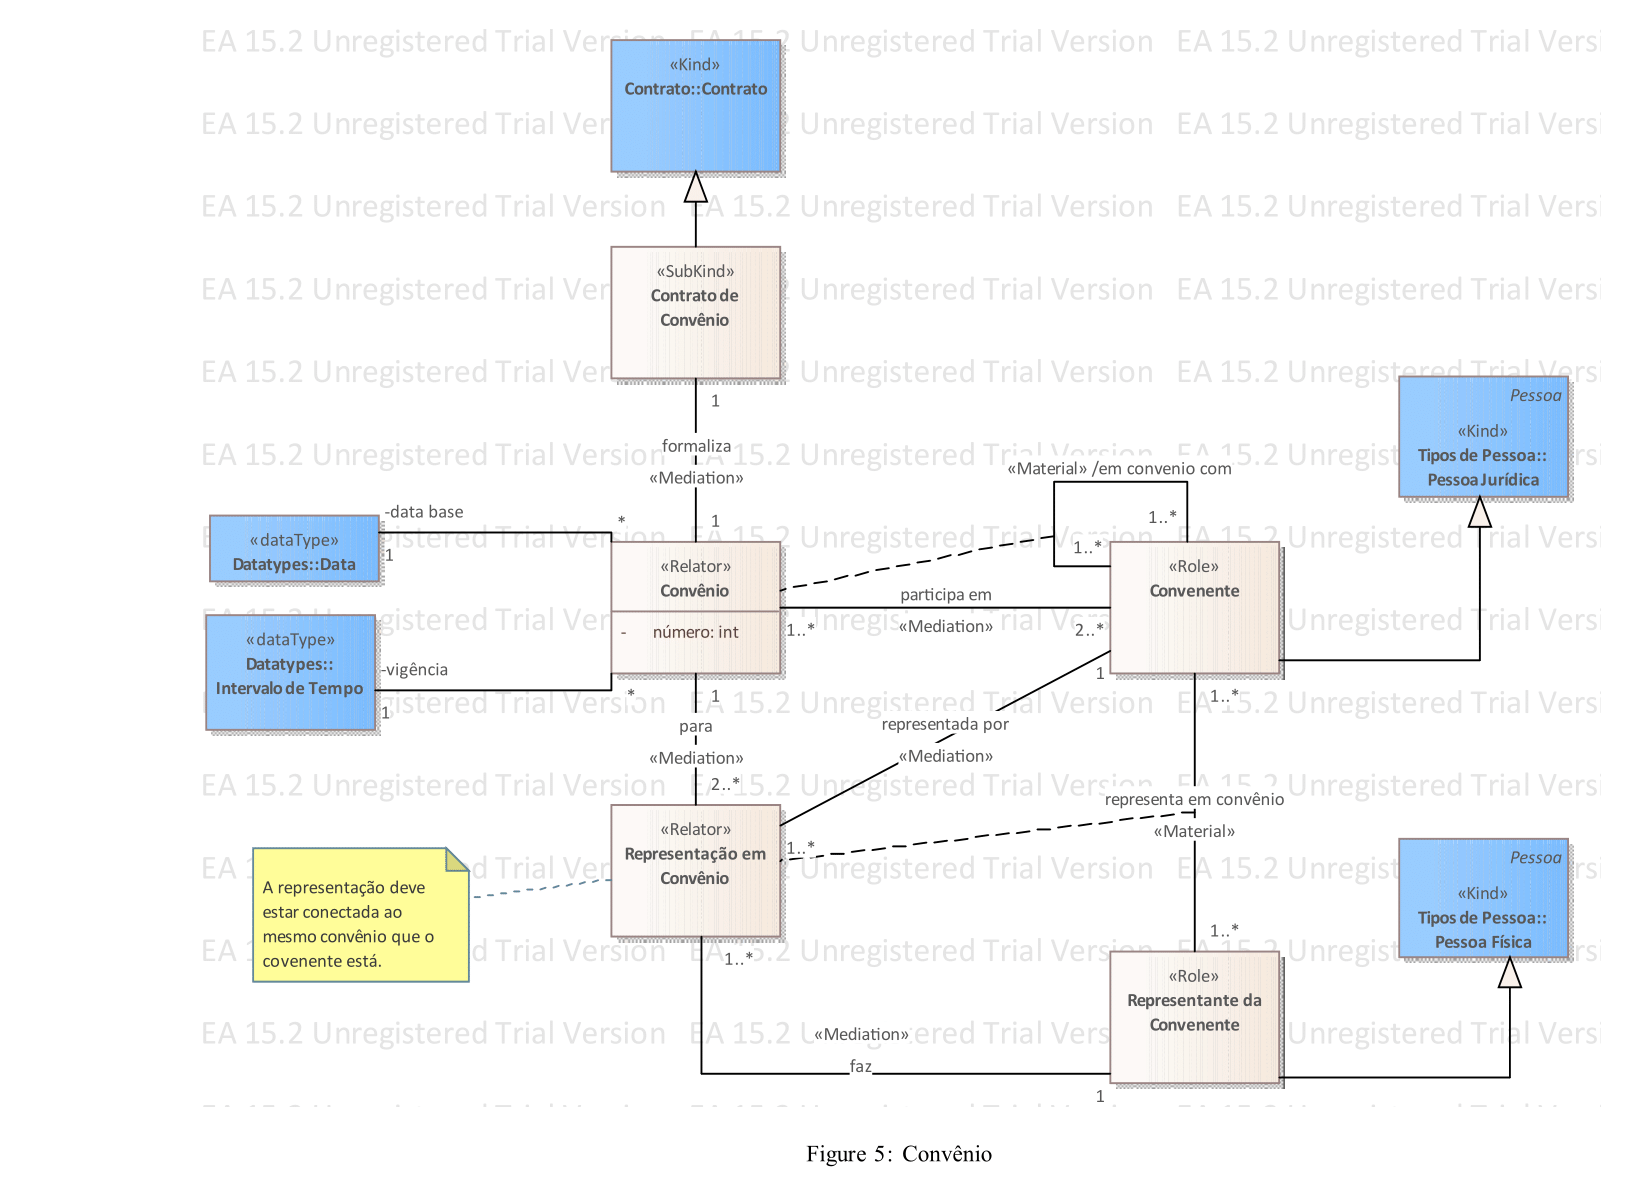 EA 15.2 Unregistered Trial Version
«Kind»
Contrato::Contrato
«SubKind»
Contrato de
Convênio
1
formaliza
«Mediation»
1
Pessoa
«Kind»
Tipos de Pessoa::
Pessoa Jurídica
«Material» /em convenio com
1..*
1..*
-data base
*
1
«dataType»
Datatypes::Data
«Relator»
Convênio
- número: int
«Role»
Convenente
participa em
«Mediation»
1..*
2..*
«dataType»
Datatypes::
Intervalo de Tempo
-vigência
*
1
1
para
«Mediation»
2..*
1
representada por
«Mediation»
1..*
1..*
representa em convênio
«Material»
1..*
«Relator»
Representação em
Convênio
A representação deve
estar conectada ao
mesmo convênio que o
covenente está.
Pessoa
«Kind»
Tipos de Pessoa::
Pessoa Física
1..*
«Role»
Representante da
Convenente
«Mediation»
faz
1
Figure 5: Convênio